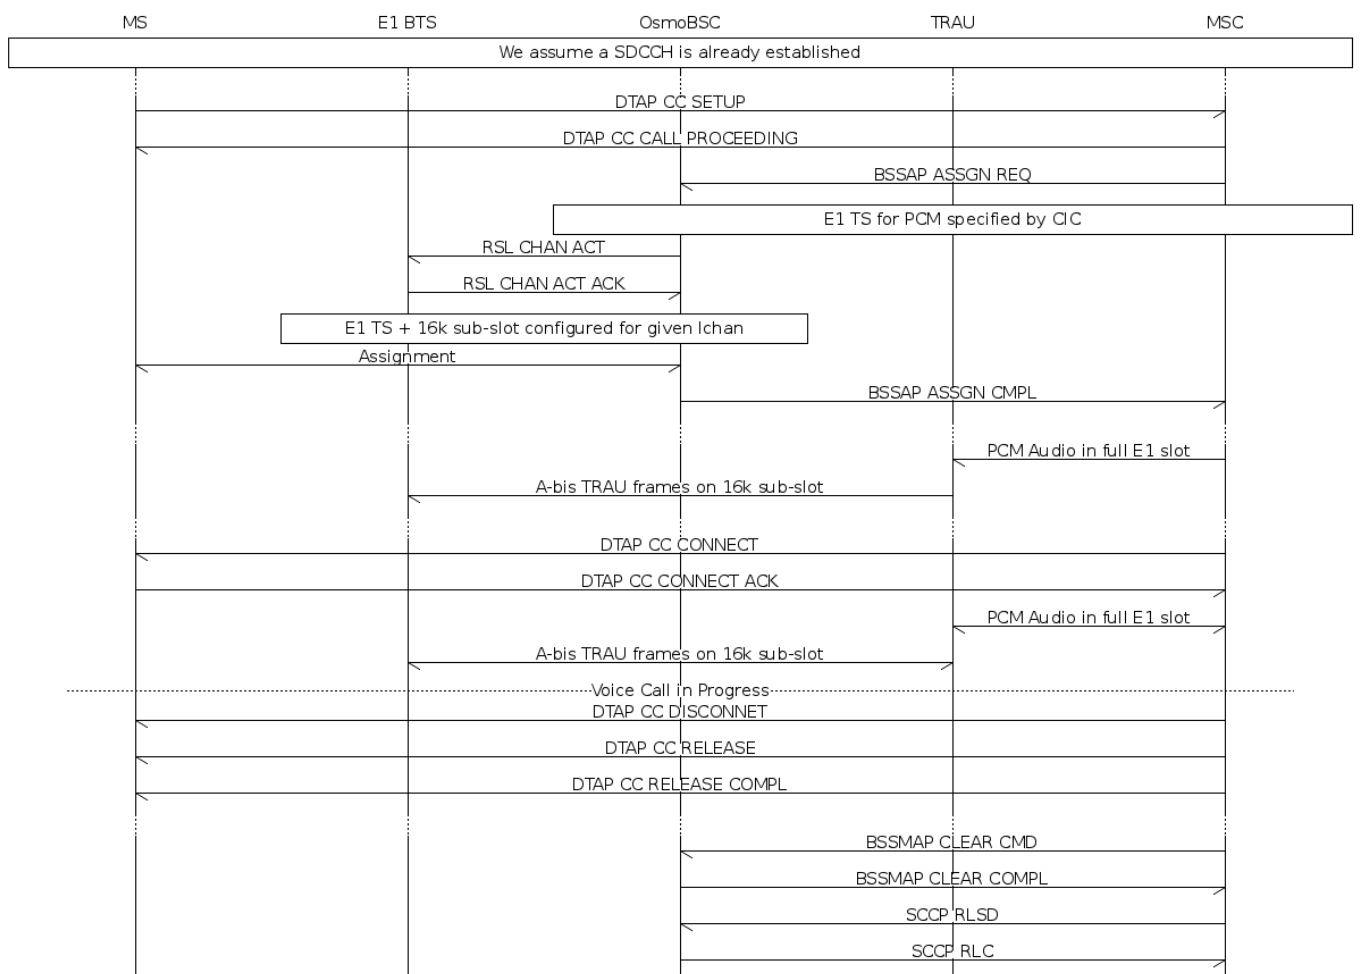 MS E1 BTS OsmoBSC TRAU MSC
We assume a SDCCH is already established
DTAP CC SETUP
DTAP CC CALL PROCEEDING
BSSAP ASSGN REQ
E1 TS for PCM specified by CIC
RSL CHAN ACT
RSL CHAN ACT ACK
E1 TS + 16k sub-slot configured for given lchan
Assignment
BSSAP ASSGN CMPL
PCM Audio in full E1 slot
A-bis TRAU frames on 16k sub-slot
DTAP CC CONNECT
DTAP CC CONNECT ACK
PCM Audio in full E1 slot
A-bis TRAU frames on 16k sub-slot
Voice Call in Progress
DTAP CC DISCONNET
DTAP CC RELEASE
DTAP CC RELEASE COMPL
BSSMAP CLEAR CMD
BSSMAP CLEAR COMPL
SCCP RLSD
SCCP RLC